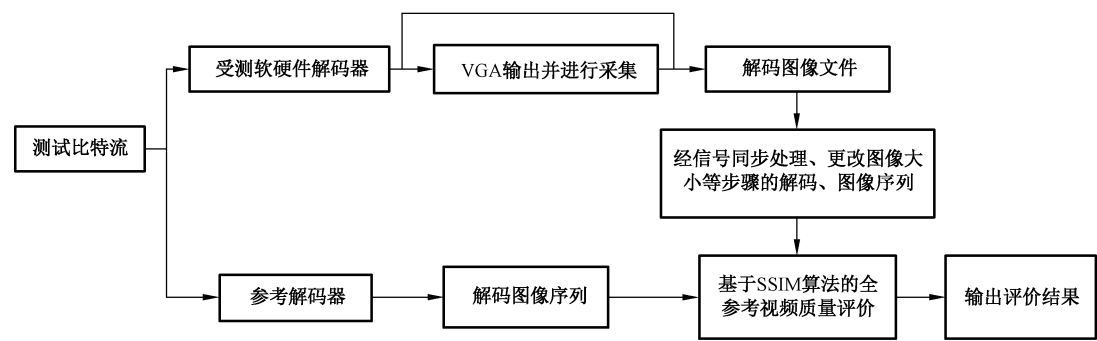 受测软硬件解码器
VGA输出并进行采集
解码图像文件
测试比特流
经信号同步处理、更改图像大
小等步骤的解码、图像序列
参考解码器
解码图像序列
基于SSIM算法的全
参考视频质量评价
输出评价结果